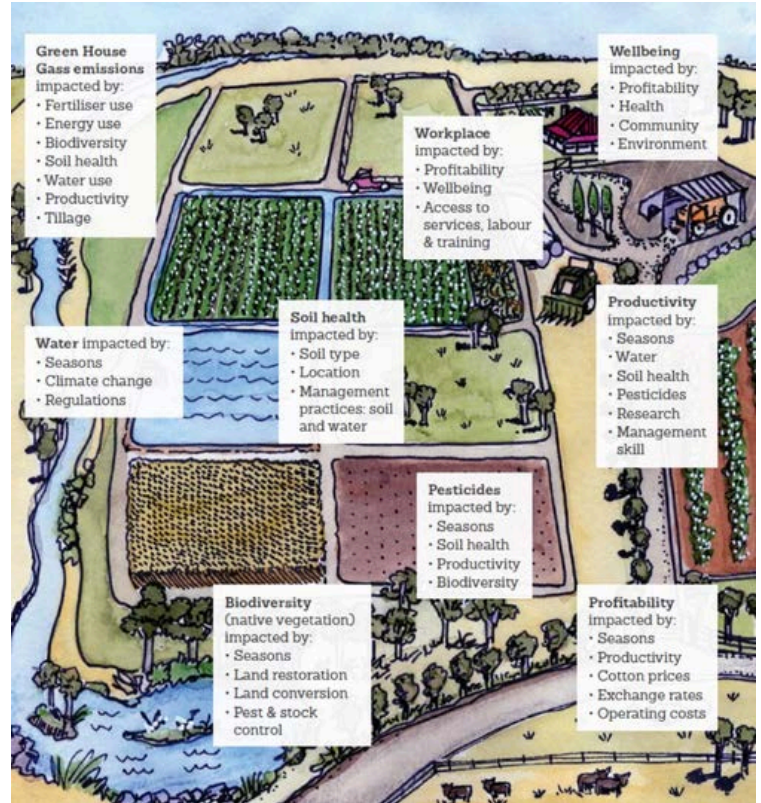 Green House
Gass emissions
impacted by:
• Fertiliser use
• Energy use
• Biodiversity
• Soil health
• Water use
• Productivity
• Tillage
Wellbeing
impacted by:
• Profitability
• Health
• Community
• Environment
Workplace
impacted by:
• Profitability
• Wellbeing
• Access to
services, labour
& training
Water impacted by:
• Seasons
• Climate change
• Regulations
Soil health
impacted by:
• Soil type
• Location
• Management
practices: soil
and water
Productivity
impacted by:
• Seasons
• Water
• Soil health
• Pesticides
• Research
• Management
skill
Pesticides
impacted by:
• Seasons
• Soil health
• Productivity
• Biodiversity
Biodiversity
(native vegetation)
impacted by:
• Seasons
• Land restoration
• Land conversion
• Pest & stock
control
Profitability
impacted by:
• Seasons
• Productivity
• Cotton prices
• Exchange rates
• Operating costs